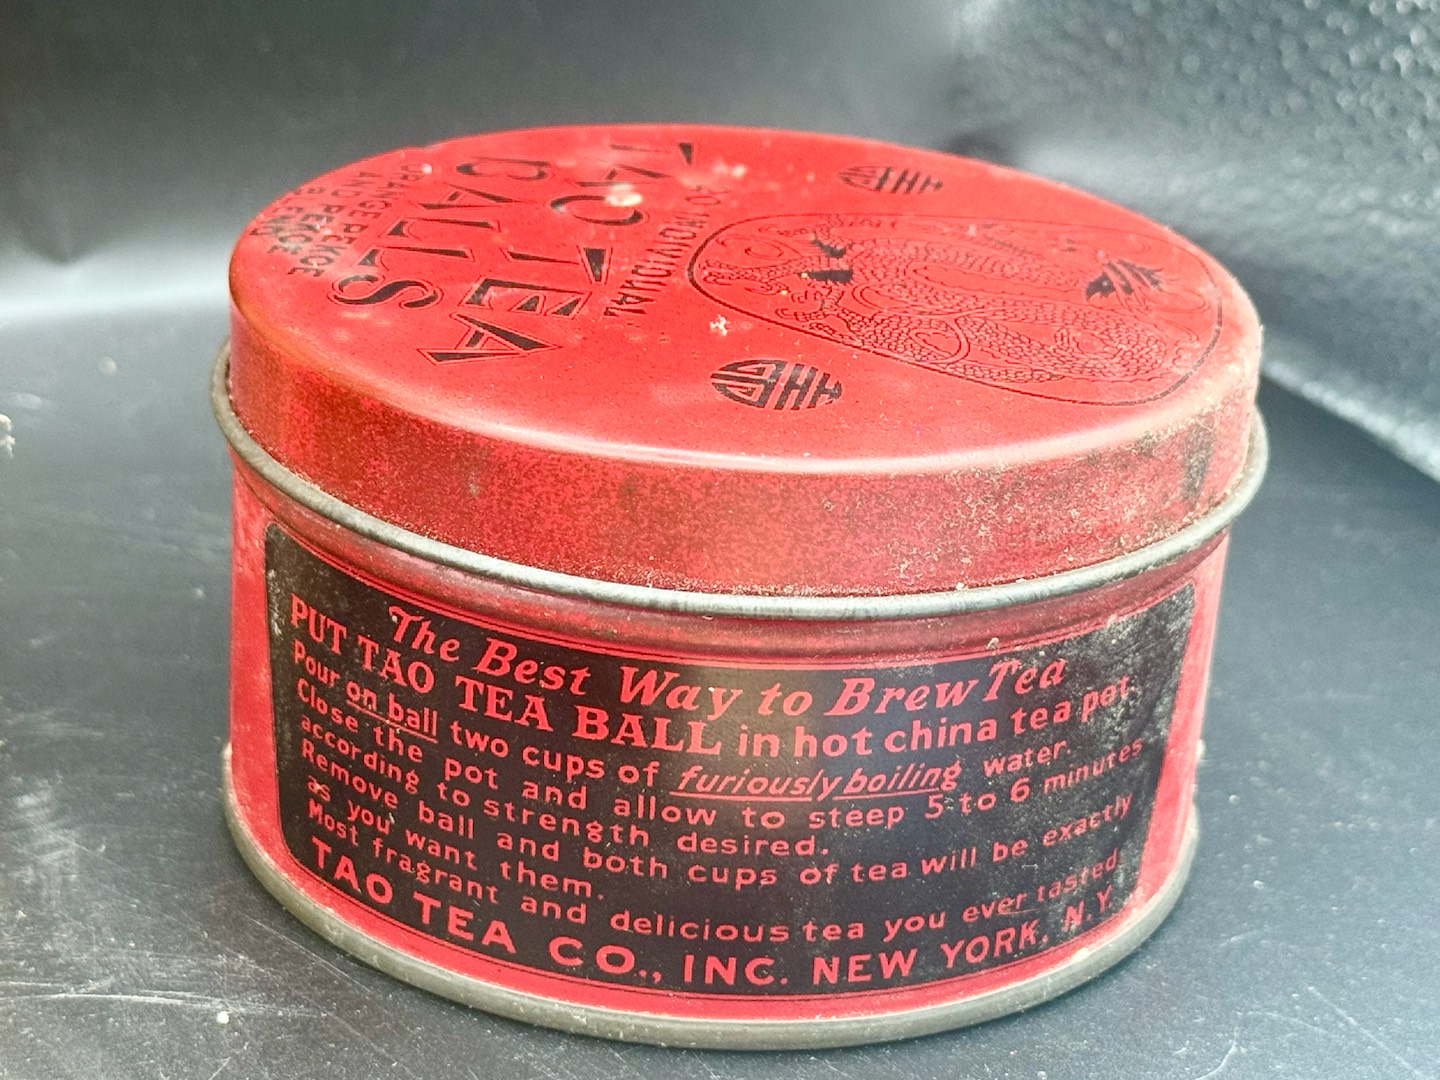 20 INDIVIDUAL
TAO TEA
BALLS
ORANGE PEKOE
AND PEKOE
BLEND
The Best Way to Brew Tea
PUT TAO TEA BALL in hot china tea pot.
Pour on ball two cups of furiously boiling water.
Close the pot and allow to steep 5 to 6 minutes
according to strength desired.
Remove ball and both cups of tea will be exactly
as you want them.
Most fragrant and delicious tea you ever tasted.
TAO TEA CO., INC. NEW YORK, N.Y.